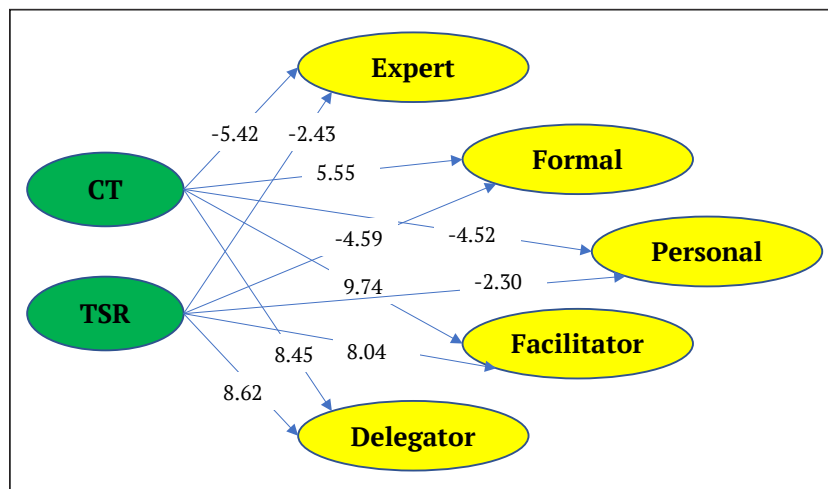 Expert
-5.42
-2.43
Formal
CT
5.55
-4.59
-4.52
Personal
TSR
9.74
-2.30
Facilitator
8.45
8.04
8.62
Delegator